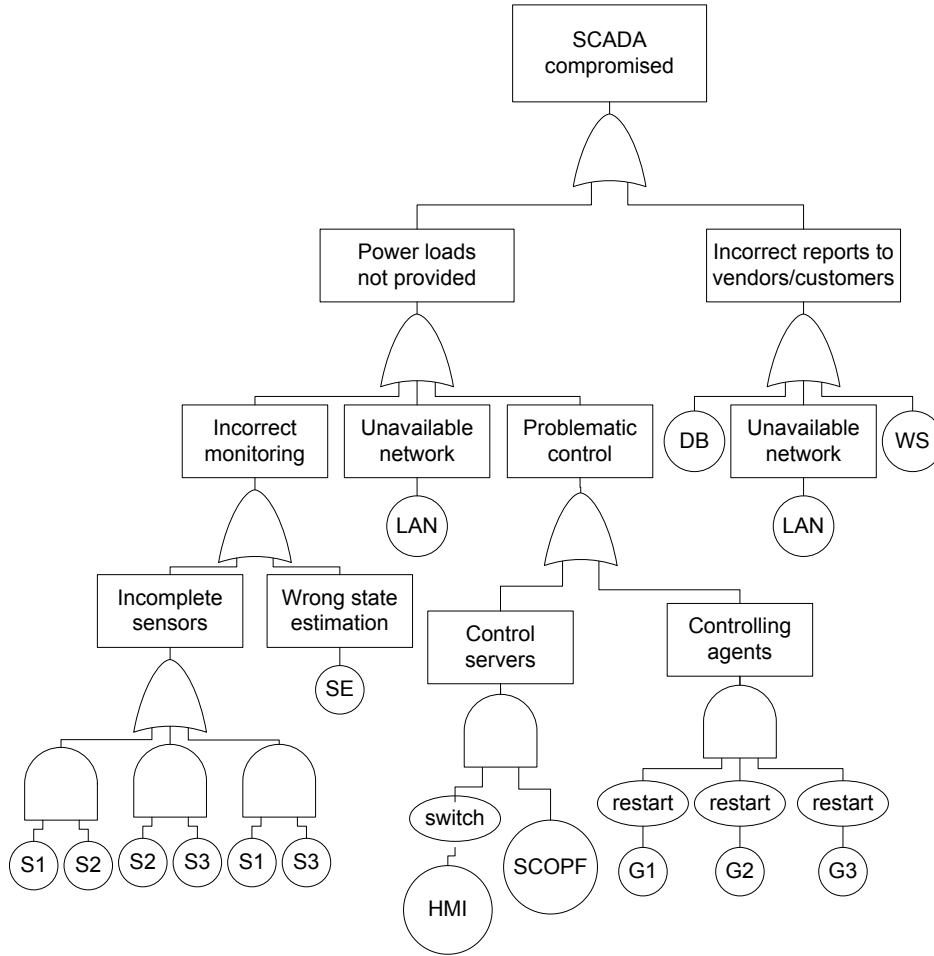 SCADA
compromised
Power loads
not provided
Incorrect reports to
vendors/customers
Incorrect
monitoring
Unavailable
network
Problematic
control
DB
Unavailable
network
WS
LAN
LAN
Incomplete
sensors
Wrong state
estimation
Control
servers
Controlling
agents
SE
switch
restart
restart
restart
S1
S2
S2
S3
S1
S3
SCOPF
G1
G2
G3
HMI